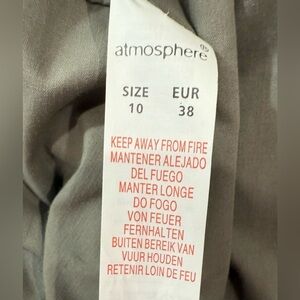 atmosphere®
SIZE EUR
10 38
KEEP AWAY FROM FIRE
MANTENER ALEJADO
DEL FUEGO
MANTER LONGE
DO FOGO
VON FEUER
FERNHALTEN
BUITEN BEREIK VAN
VUUR HOUDEN
RETENIR LOIN DE FEU